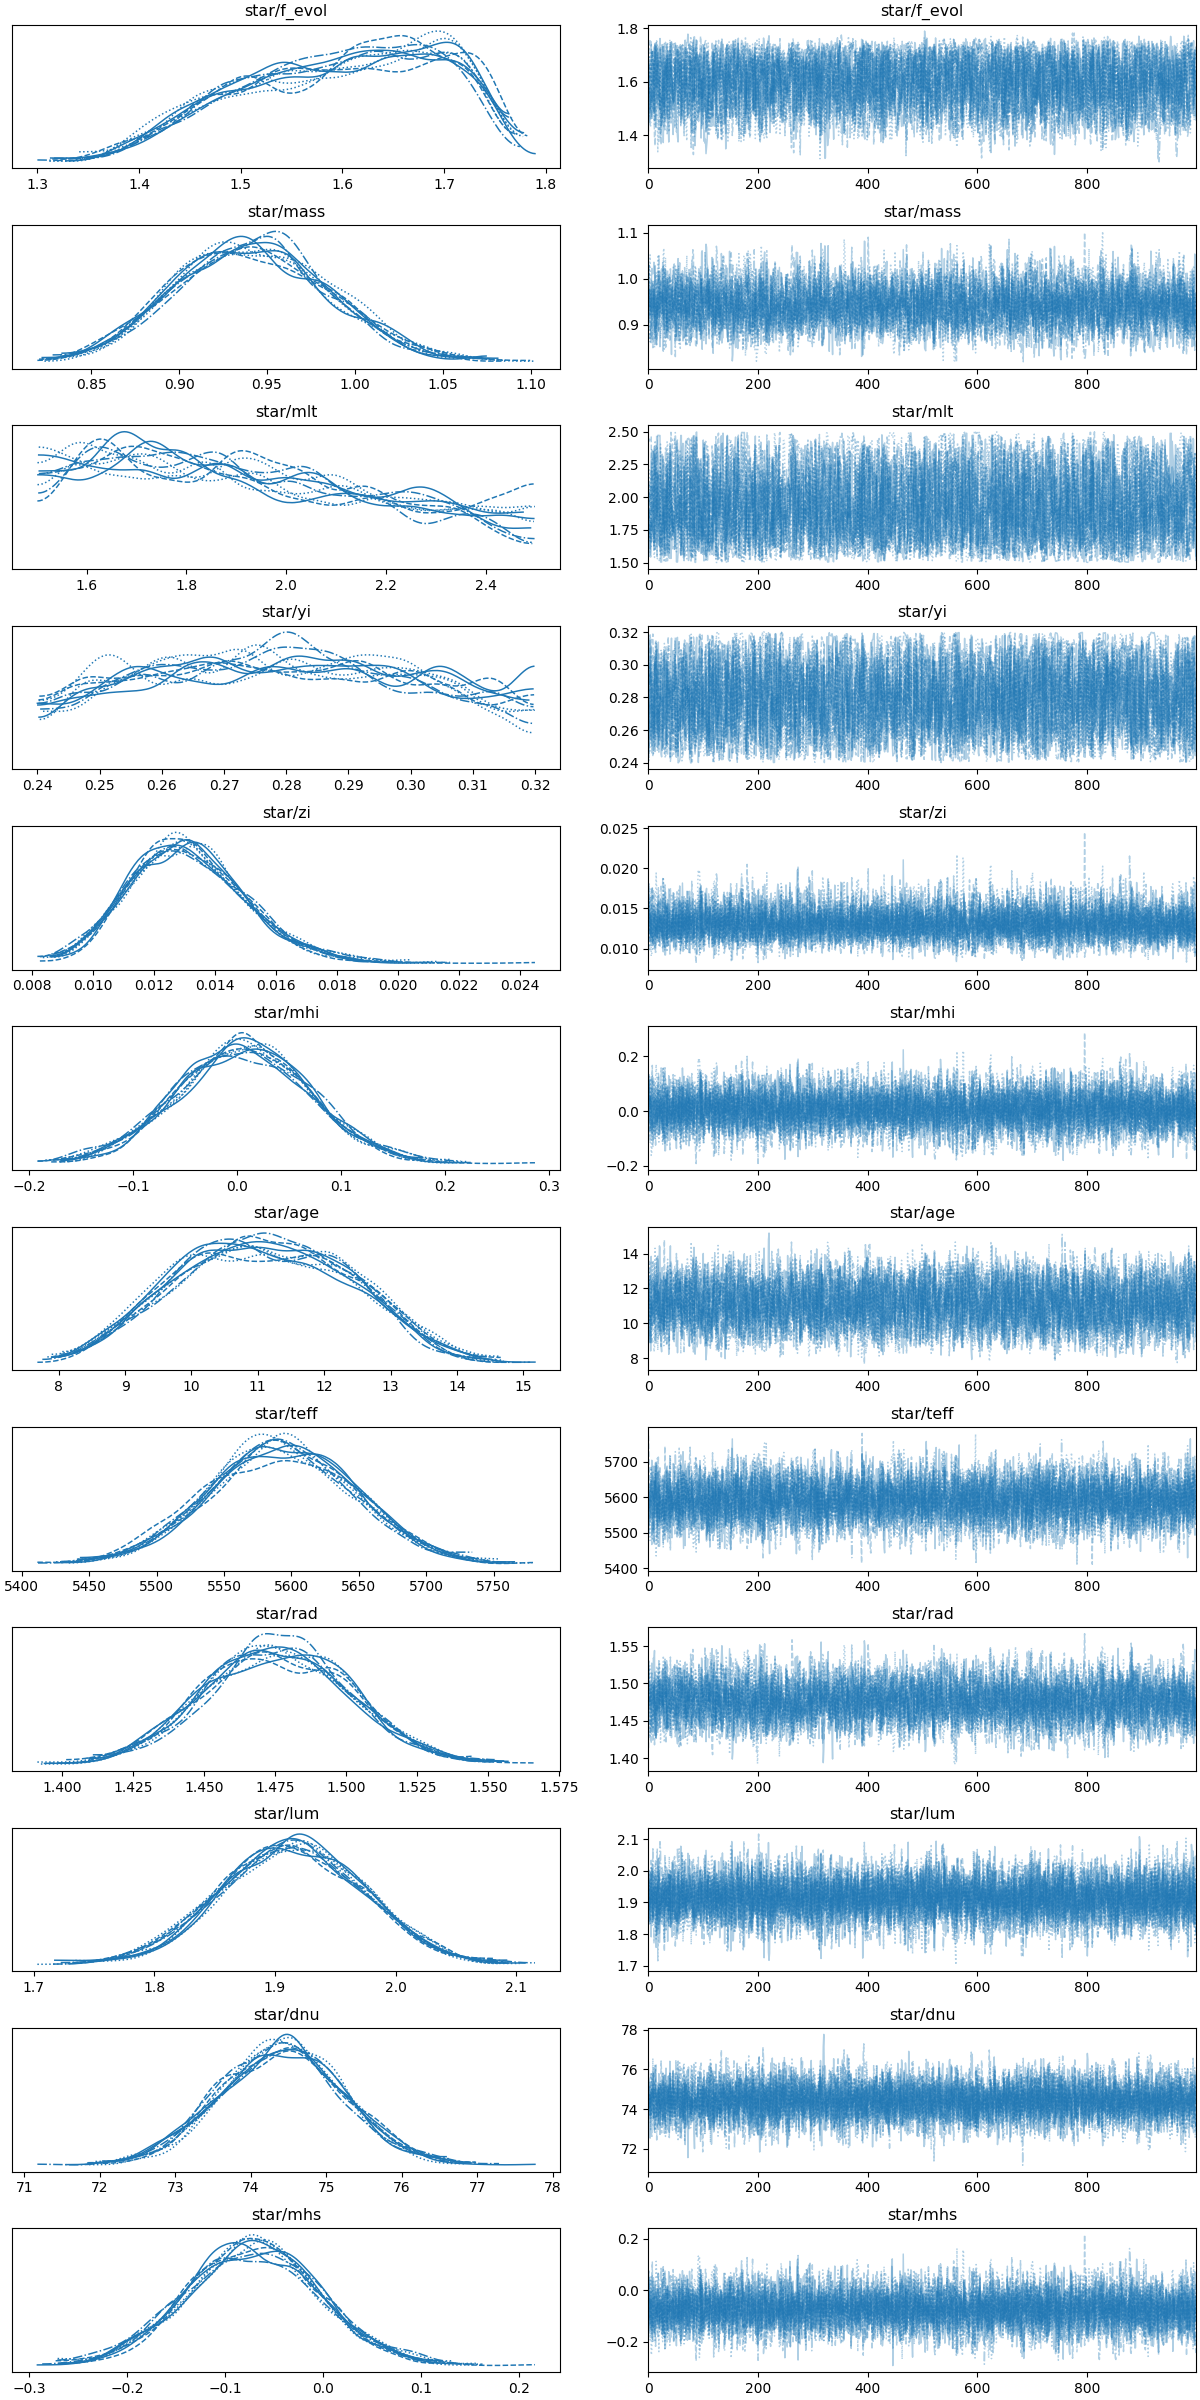 star/f_evol star/f_evol
1.8
1.6
1.4
1.3 1.4 1.5 1.6 1.7 1.8 0 200 400 600 800
star/mass star/mass
1.1
1.0
0.9
0.85 0.90 0.95 1.00 1.05 1.10 0 200 400 600 800
star/mlt star/mlt
2.50
2.25
2.00
1.75
1.50
1.6 1.8 2.0 2.2 2.4 0 200 400 600 800
star/yi star/yi
0.32
0.30
0.28
0.26
0.24
0.24 0.25 0.26 0.27 0.28 0.29 0.30 0.31 0.32 0 200 400 600 800
star/zi star/zi
0.025
0.020
0.015
0.010
0.008 0.010 0.012 0.014 0.016 0.018 0.020 0.022 0.024 0 200 400 600 800
star/mhi star/mhi
0.2
0.0
−0.2
−0.2 −0.1 0.0 0.1 0.2 0.3 0 200 400 600 800
star/age star/age
14
12
10
8
8 9 10 11 12 13 14 15 0 200 400 600 800
star/teff star/teff
5700
5600
5500
5400
5400 5450 5500 5550 5600 5650 5700 5750 0 200 400 600 800
star/rad star/rad
1.55
1.50
1.45
1.40
1.400 1.425 1.450 1.475 1.500 1.525 1.550 1.575 0 200 400 600 800
star/lum star/lum
2.1
2.0
1.9
1.8
1.7
1.7 1.8 1.9 2.0 2.1 0 200 400 600 800
star/dnu star/dnu
78
76
74
72
71 72 73 74 75 76 77 78 0 200 400 600 800
star/mhs star/mhs
0.2
0.0
−0.2
−0.3 −0.2 −0.1 0.0 0.1 0.2 0 200 400 600 800